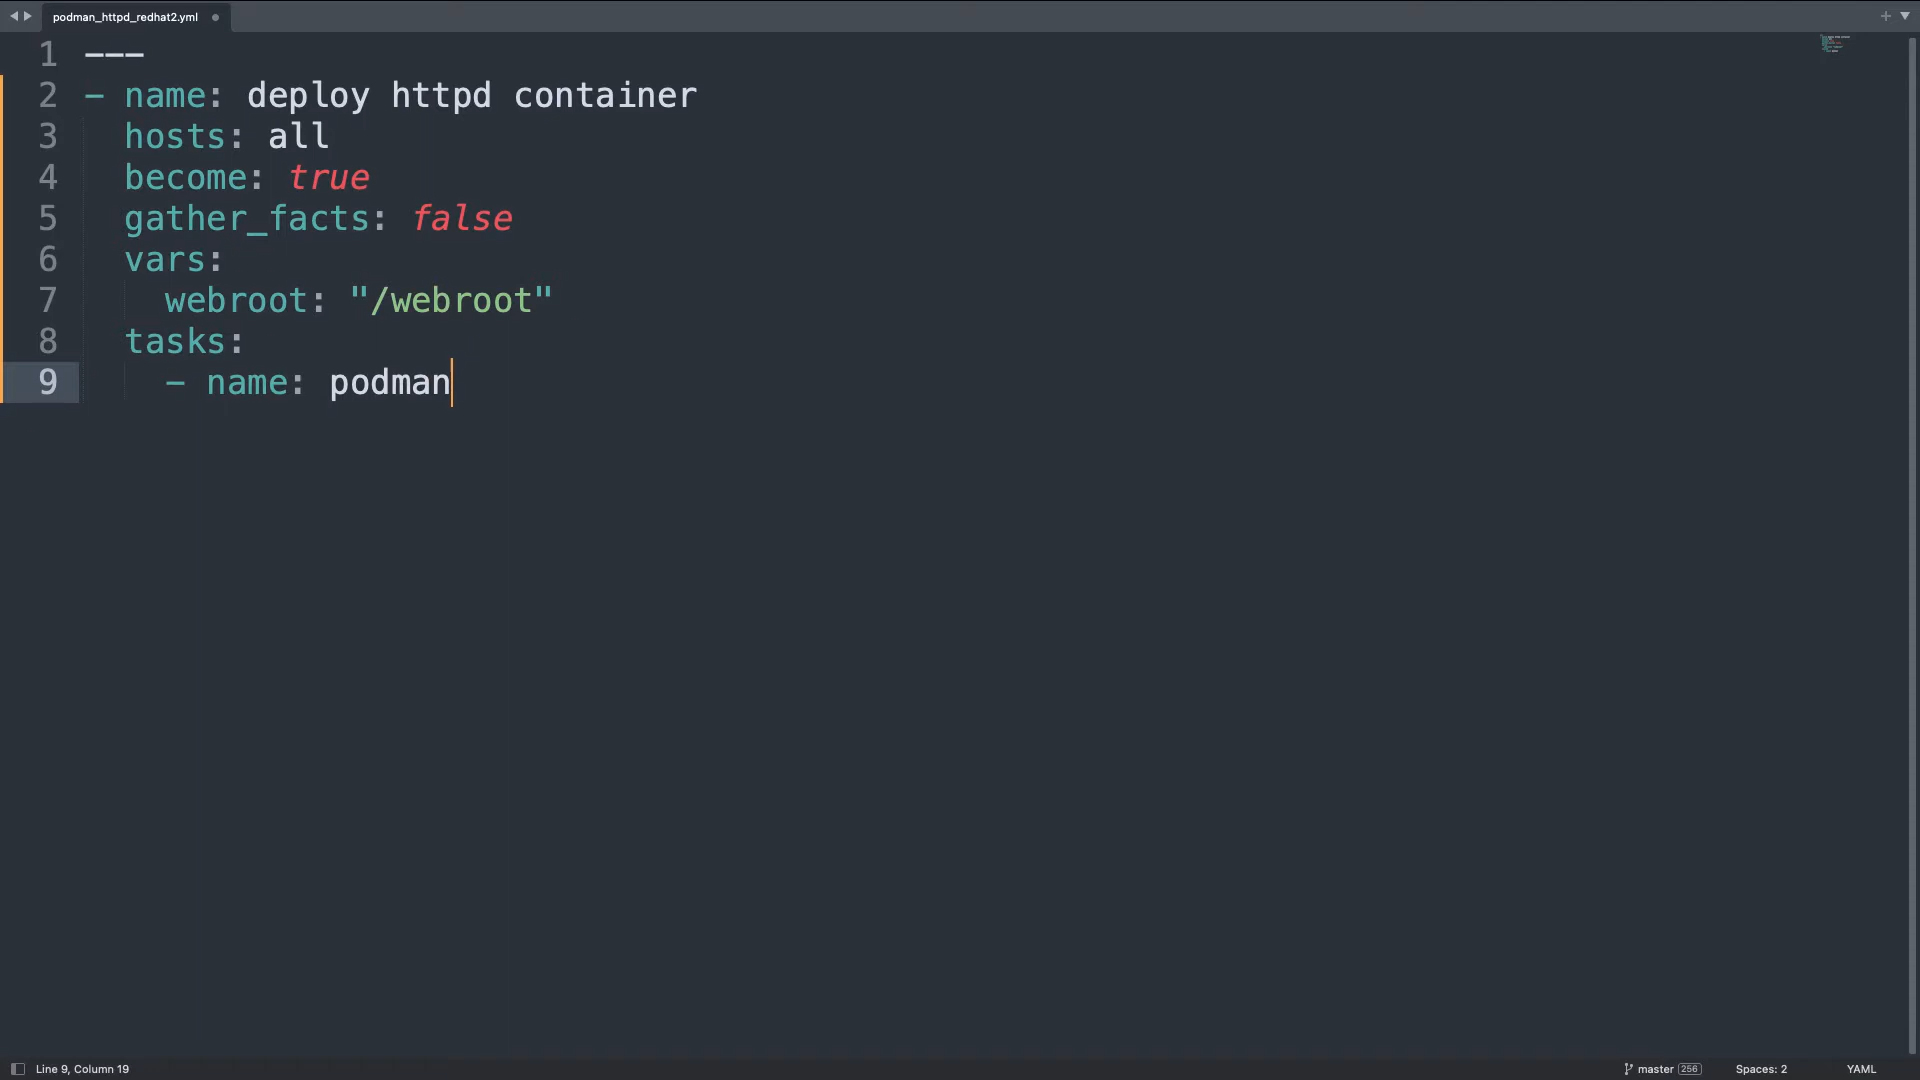 podman_httpd_redhat2.yml
1 ---
2 - name: deploy httpd container
3 hosts: all
4 become: true
5 gather_facts: false
6 vars:
7 webroot: "/webroot"
8 tasks:
9 - name: podman
Line 9, Column 19
master 256
Spaces: 2
YAML